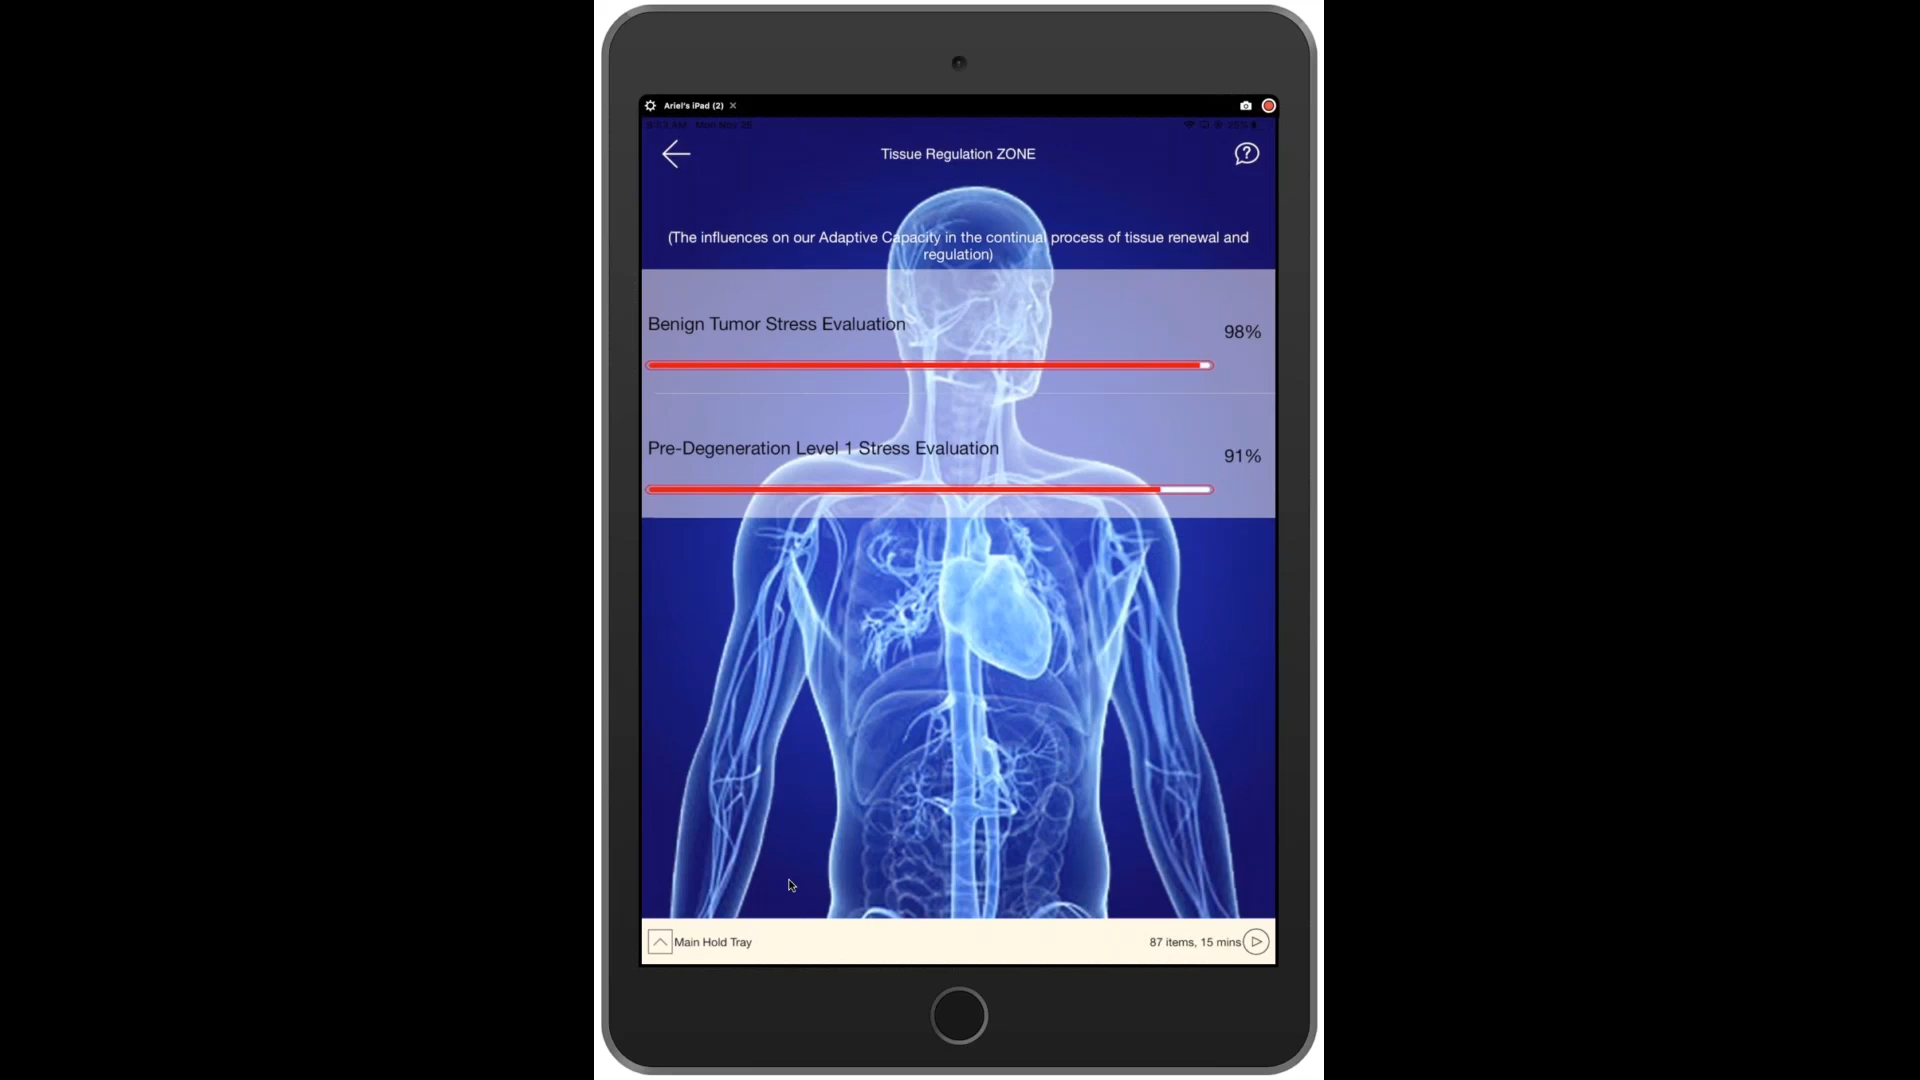 Ariel's iPad (2)
Tissue Regulation ZONE
(The influences on our Adaptive Capacity in the continual process of tissue renewal and
regulation)
Benign Tumor Stress Evaluation
98%
Pre-Degeneration Level 1 Stress Evaluation
91%
Main Hold Tray
87 items, 15 mins